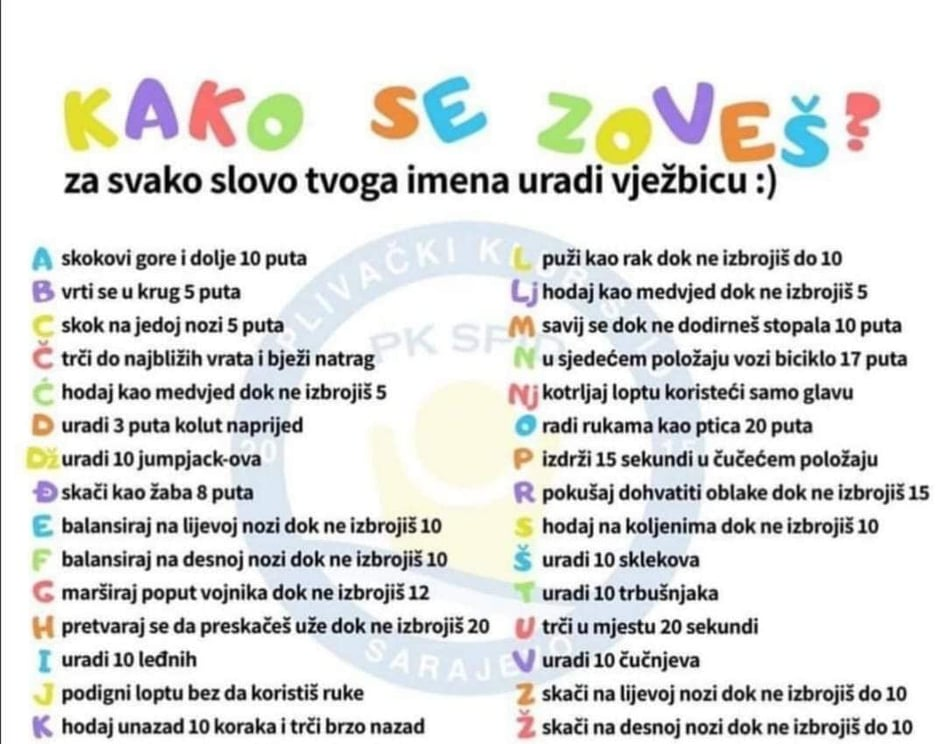 KAKO SE ZOVEŠ?
za svako slovo tvoga imena uradi vježbicu :)
A skokovi gore i dolje 10 puta
B vrti se u krug 5 puta
C skok na jedoj nozi 5 puta
Č trči do najbližih vrata i bježi natrag
Ć hodaj kao medvjed dok ne izbrojiš 5
D uradi 3 puta kolut naprijed
Dž uradi 10 jumpjack-ova
Đ skači kao žaba 8 puta
E balansiraj na lijevoj nozi dok ne izbrojiš 10
F balansiraj na desnoj nozi dok ne izbrojiš 10
G marširaj poput vojnika dok ne izbrojiš 12
H pretvaraj se da preskačeš uže dok ne izbrojiš 20
I uradi 10 leđnih
J podigni loptu bez da koristiš ruke
K hodaj unazad 10 koraka i trči brzo nazad
L puži kao rak dok ne izbrojiš do 10
Lj hodaj kao medvjed dok ne izbrojiš 5
M savij se dok ne dodirneš stopala 10 puta
N u sjedećem položaju vozi biciklo 17 puta
Nj kotrljaj loptu koristeći samo glavu
O radi rukama kao ptica 20 puta
P izdrži 15 sekundi u čučećem položaju
R pokušaj dohvatiti oblake dok ne izbrojiš 15
S hodaj na koljenima dok ne izbrojiš 10
Š uradi 10 sklekova
T uradi 10 trbušnjaka
U trči u mjestu 20 sekundi
V uradi 10 čučnjeva
Z skači na lijevoj nozi dok ne izbrojiš do 10
Ž skači na desnoj nozi dok ne izbrojiš do 10
PLIVAČKI
PK
SARAJEVO
20